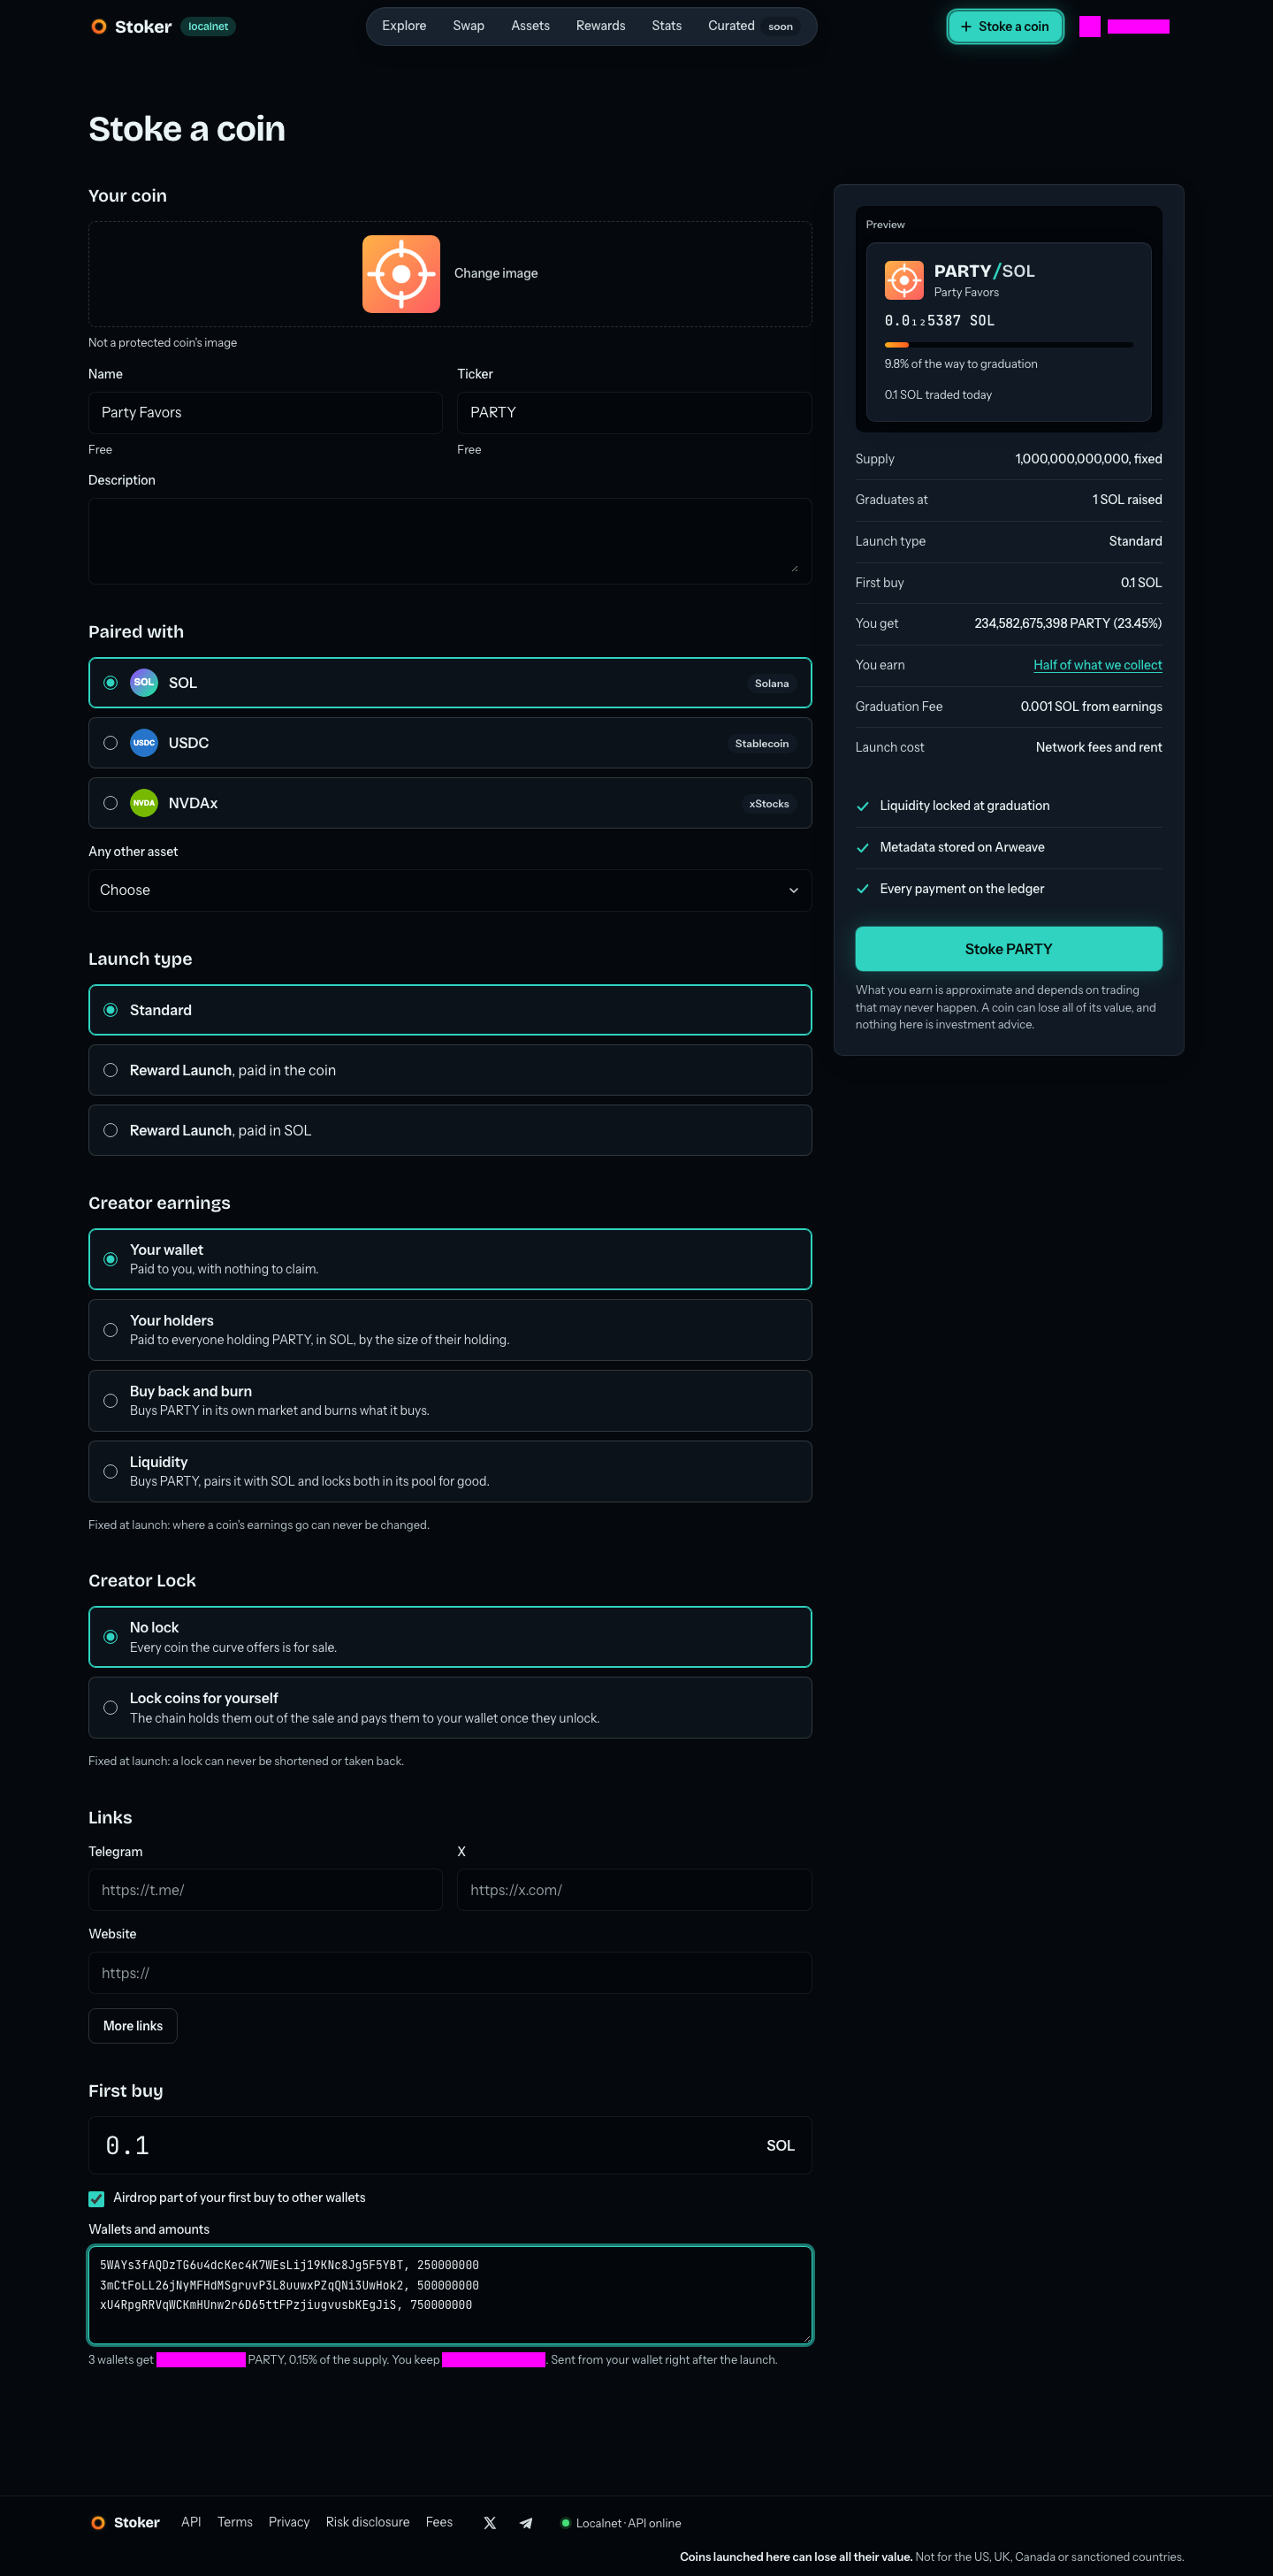 Stoker localnet
Explore Swap Assets Rewards Stats Curated soon
+ Stoke a coin
Stoke a coin
Your coin
Change image
Not a protected coin's image
Name
Ticker
Party Favors
PARTY
Free
Free
Description
Paired with
SOL SOL Solana
USDC USDC Stablecoin
NVDA NVDAx xStocks
Any other asset
Choose
Launch type
Standard
Reward Launch, paid in the coin
Reward Launch, paid in SOL
Creator earnings
Your wallet
Paid to you, with nothing to claim.
Your holders
Paid to everyone holding PARTY, in SOL, by the size of their holding.
Buy back and burn
Buys PARTY in its own market and burns what it buys.
Liquidity
Buys PARTY, pairs it with SOL and locks both in its pool for good.
Fixed at launch: where a coin's earnings go can never be changed.
Creator Lock
No lock
Every coin the curve offers is for sale.
Lock coins for yourself
The chain holds them out of the sale and pays them to your wallet once they unlock.
Fixed at launch: a lock can never be shortened or taken back.
Links
Telegram
X
https://t.me/
https://x.com/
Website
https://
More links
First buy
0.1 SOL
Airdrop part of your first buy to other wallets
Wallets and amounts
5WAYs3fAQDzTG6u4dcKec4K7WEsLij19KNc8Jg5F5YBT, 250000000
3mCtFoLL26jNyMFHdMSgruvP3L8uuwxPZqQNi3UwHok2, 500000000
xU4RpgRRVqWCKmHUnw2r6D65ttFPzjiugvusbKEgJiS, 750000000
3 wallets get PARTY, 0.15% of the supply. You keep . Sent from your wallet right after the launch.
Preview
PARTY/SOL
Party Favors
0.0₁₂5387 SOL
9.8% of the way to graduation
0.1 SOL traded today
Supply 1,000,000,000,000, fixed
Graduates at 1 SOL raised
Launch type Standard
First buy 0.1 SOL
You get 234,582,675,398 PARTY (23.45%)
You earn Half of what we collect
Graduation Fee 0.001 SOL from earnings
Launch cost Network fees and rent
Liquidity locked at graduation
Metadata stored on Arweave
Every payment on the ledger
Stoke PARTY
What you earn is approximate and depends on trading
that may never happen. A coin can lose all of its value, and
nothing here is investment advice.
Stoker API Terms Privacy Risk disclosure Fees Localnet · API online
Coins launched here can lose all their value. Not for the US, UK, Canada or sanctioned countries.